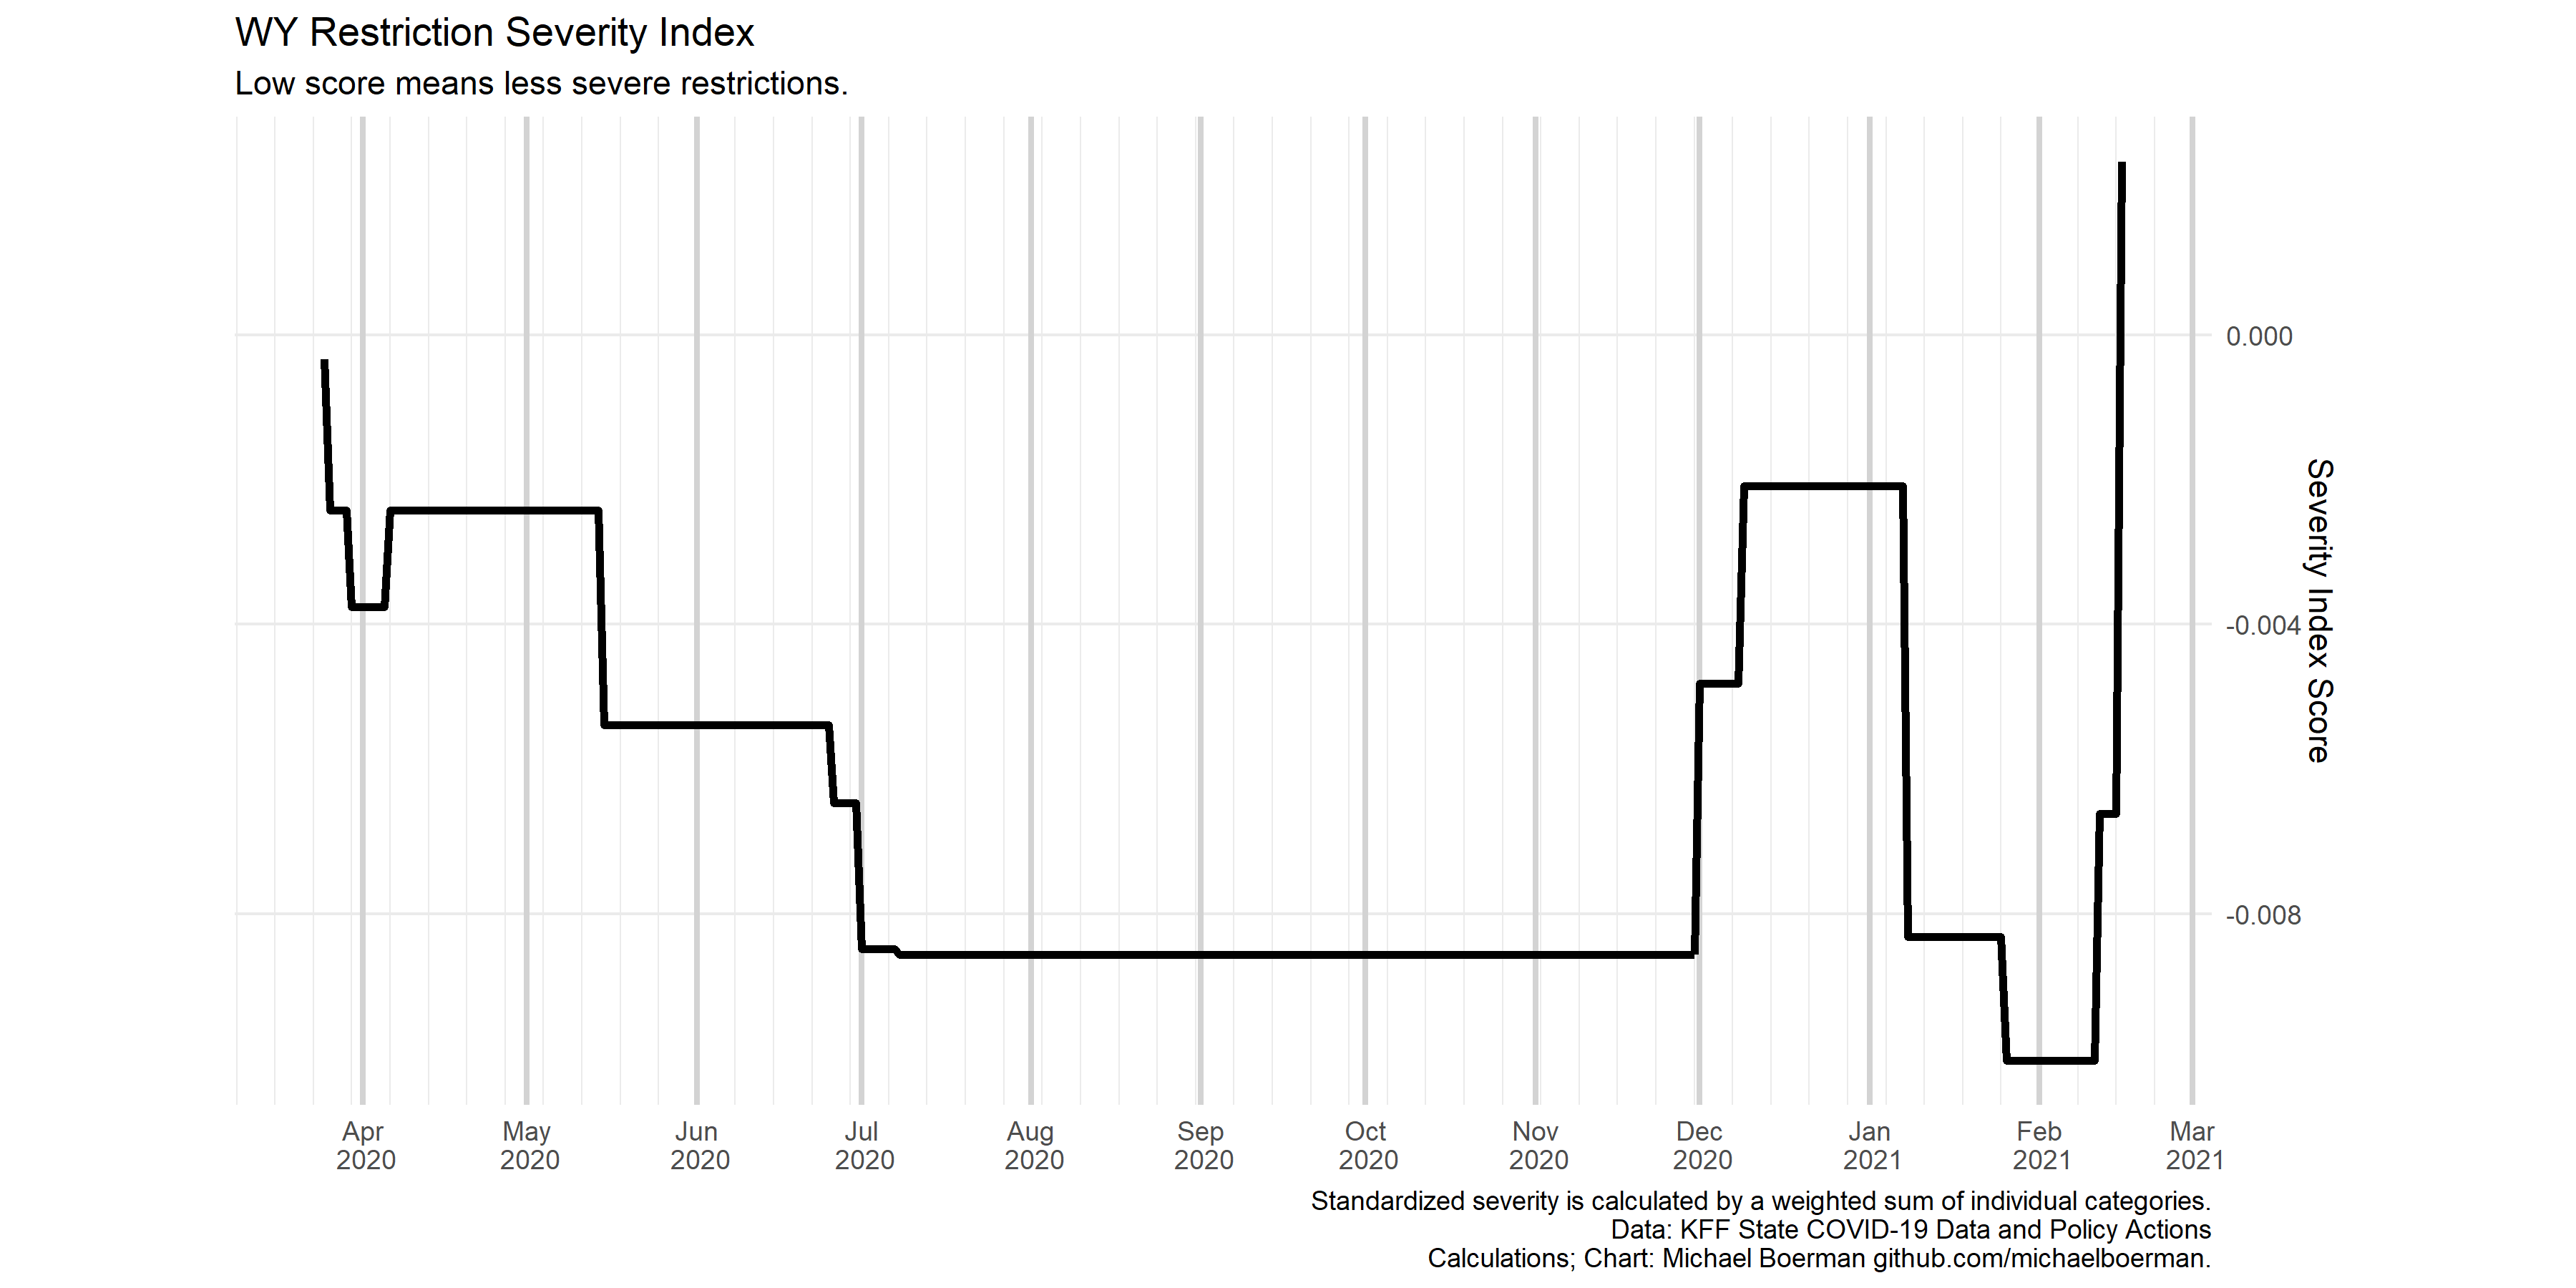 WY Restriction Severity Index
Low score means less severe restrictions.
0.000
-0.004
-0.008
Severity Index Score
Apr
2020
May
2020
Jun
2020
Jul
2020
Aug
2020
Sep
2020
Oct
2020
Nov
2020
Dec
2020
Jan
2021
Feb
2021
Mar
2021
Standardized severity is calculated by a weighted sum of individual categories.
Data: KFF State COVID-19 Data and Policy Actions
Calculations; Chart: Michael Boerman github.com/michaelboerman.